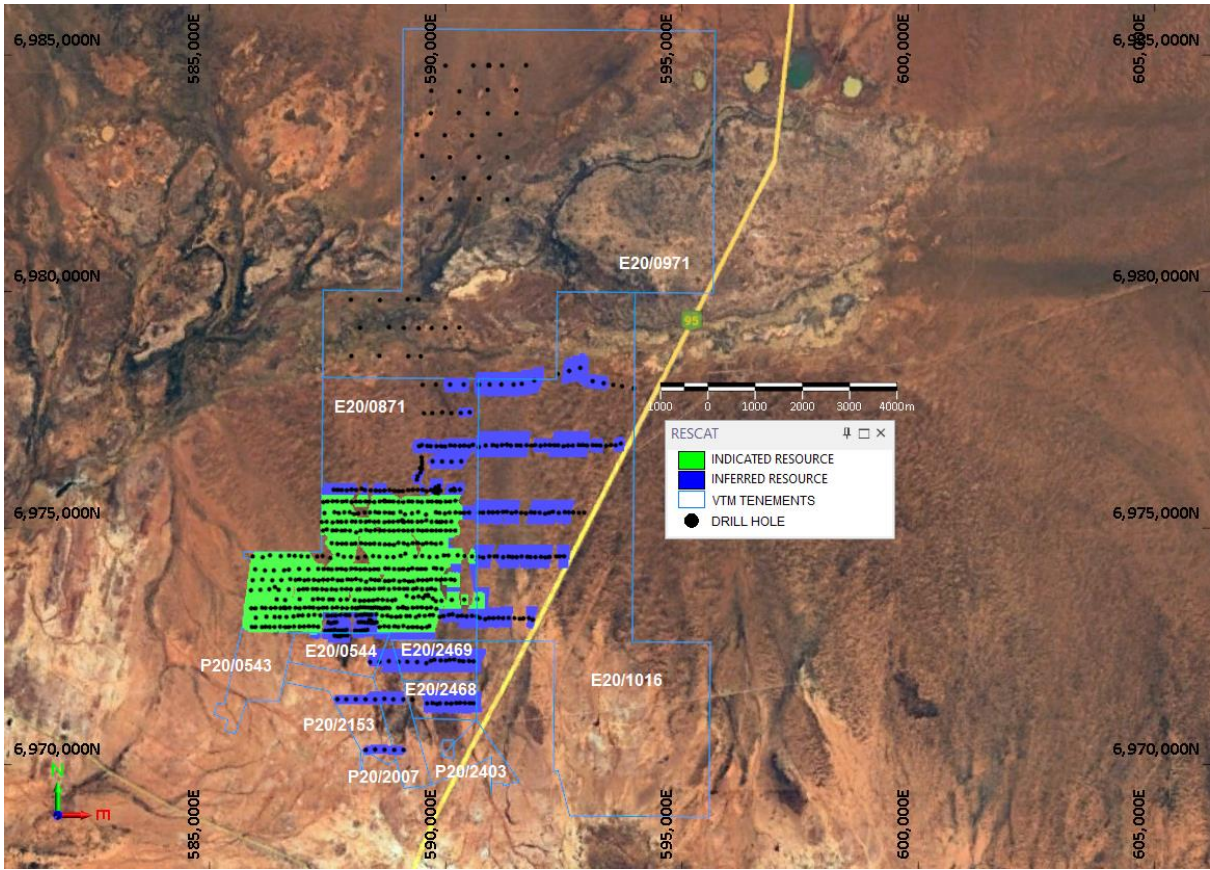 585,000E
590,000E
595,000E
600,000E
605,000E
6,985,000N
6,985,000N
E20/0971
6,980,000N
6,980,000N
95
E20/0871
1000 0 1000 2000 3000 4000m
RESCAT
INDICATED RESOURCE
INFERRED RESOURCE
VTM TENEMENTS
DRILL HOLE
6,975,000N
6,975,000N
P20/0543
E20/0544
E20/2469
E20/2468
E20/1016
P20/2153
P20/2007
P20/2403
6,970,000N
6,970,000N
N
E
585,000E
590,000E
595,000E
600,000E
605,000E